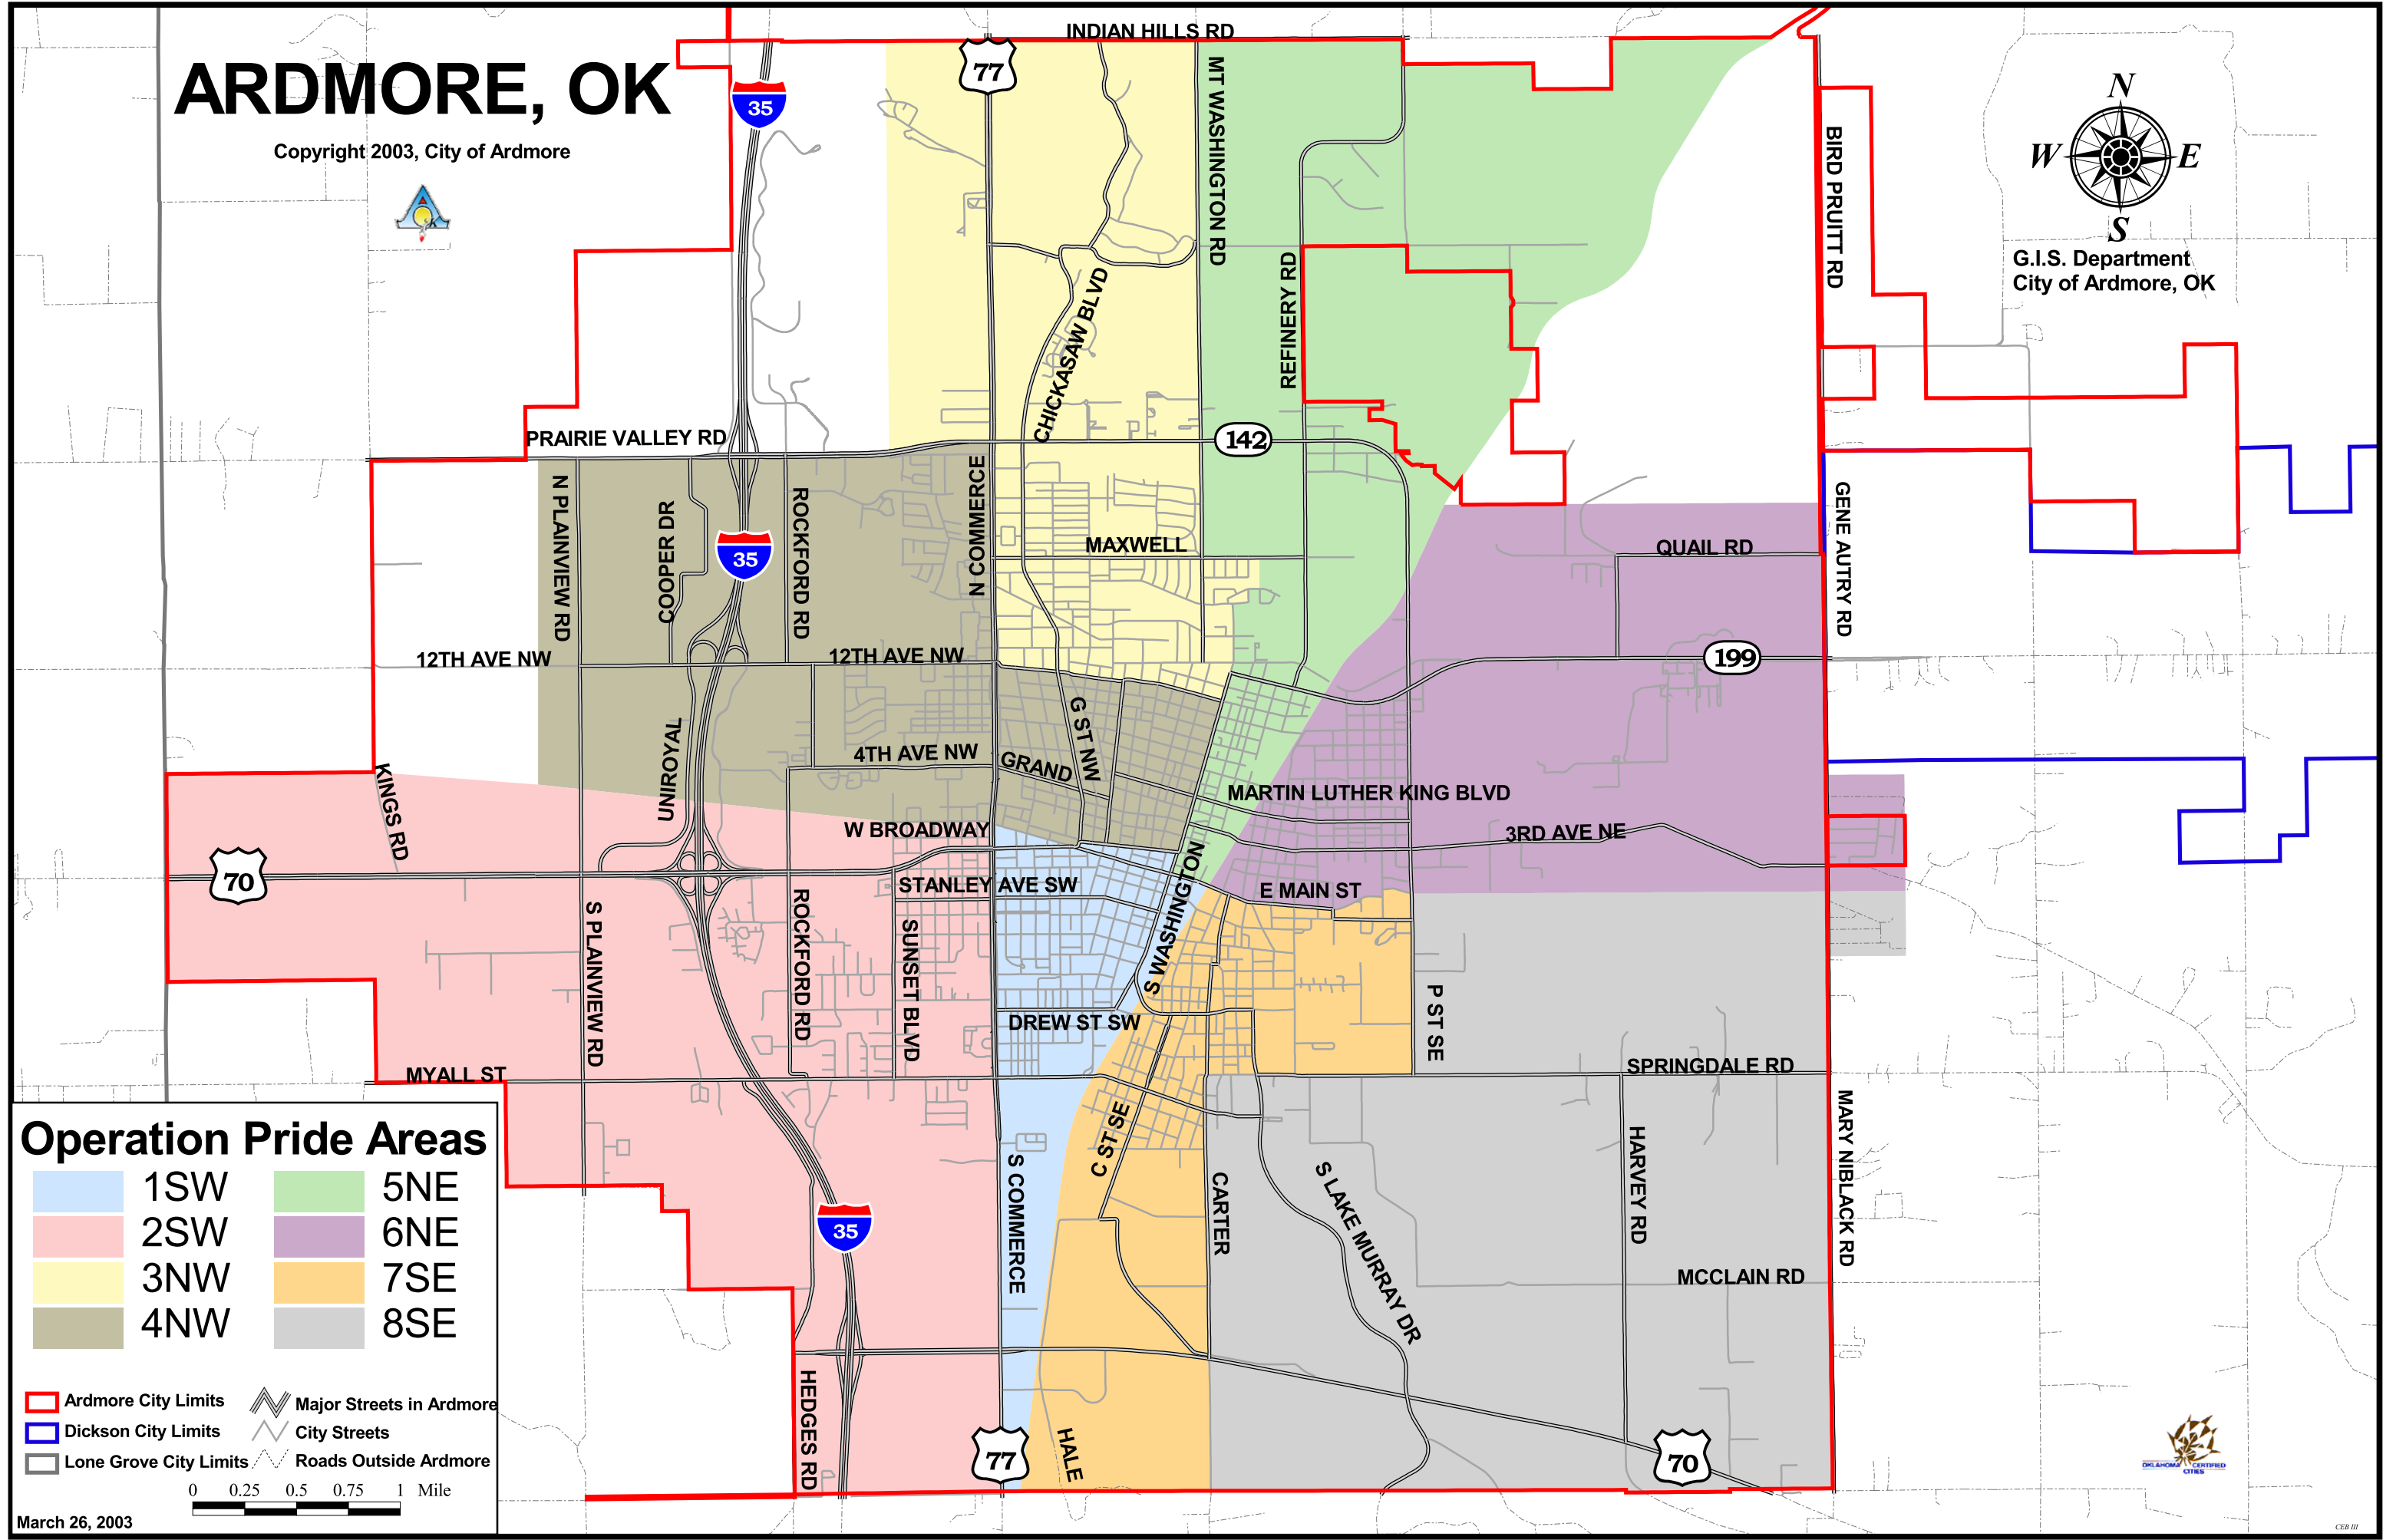 INDIAN HILLS RD
ARDMORE, OK
Copyright 2003, City of Ardmore
77
35
MT WASHINGTON RD
BIRD PRUITT RD
N
W
E
S
G.I.S. Department
City of Ardmore, OK
REFINERY RD
CHICKASAW BLVD
PRAIRIE VALLEY RD
142
N PLAINVIEW RD
COOPER DR
35
ROCKFORD RD
N COMMERCE
MAXWELL
QUAIL RD
GENE AUTRY RD
12TH AVE NW
12TH AVE NW
199
UNIROYAL
G ST NW
4TH AVE NW
GRAND
KINGS RD
MARTIN LUTHER KING BLVD
W BROADWAY
3RD AVE NE
70
STANLEY AVE SW
E MAIN ST
S PLAINVIEW RD
ROCKFORD RD
SUNSET BLVD
S WASHINGTON
DREW ST SW
P ST SE
MYALL ST
SPRINGDALE RD
C ST SE
S COMMERCE
CARTER
S LAKE MURRAY DR
HARVEY RD
MARY NIBLACK RD
35
MCCLAIN RD
HEDGES RD
77
HALE
70
Operation Pride Areas
1SW
5NE
2SW
6NE
3NW
7SE
4NW
8SE
Ardmore City Limits
Major Streets in Ardmore
Dickson City Limits
City Streets
Lone Grove City Limits
Roads Outside Ardmore
0 0.25 0.5 0.75 1 Mile
March 26, 2003
OKLAHOMA CERTIFIED
CITIES
CEB III